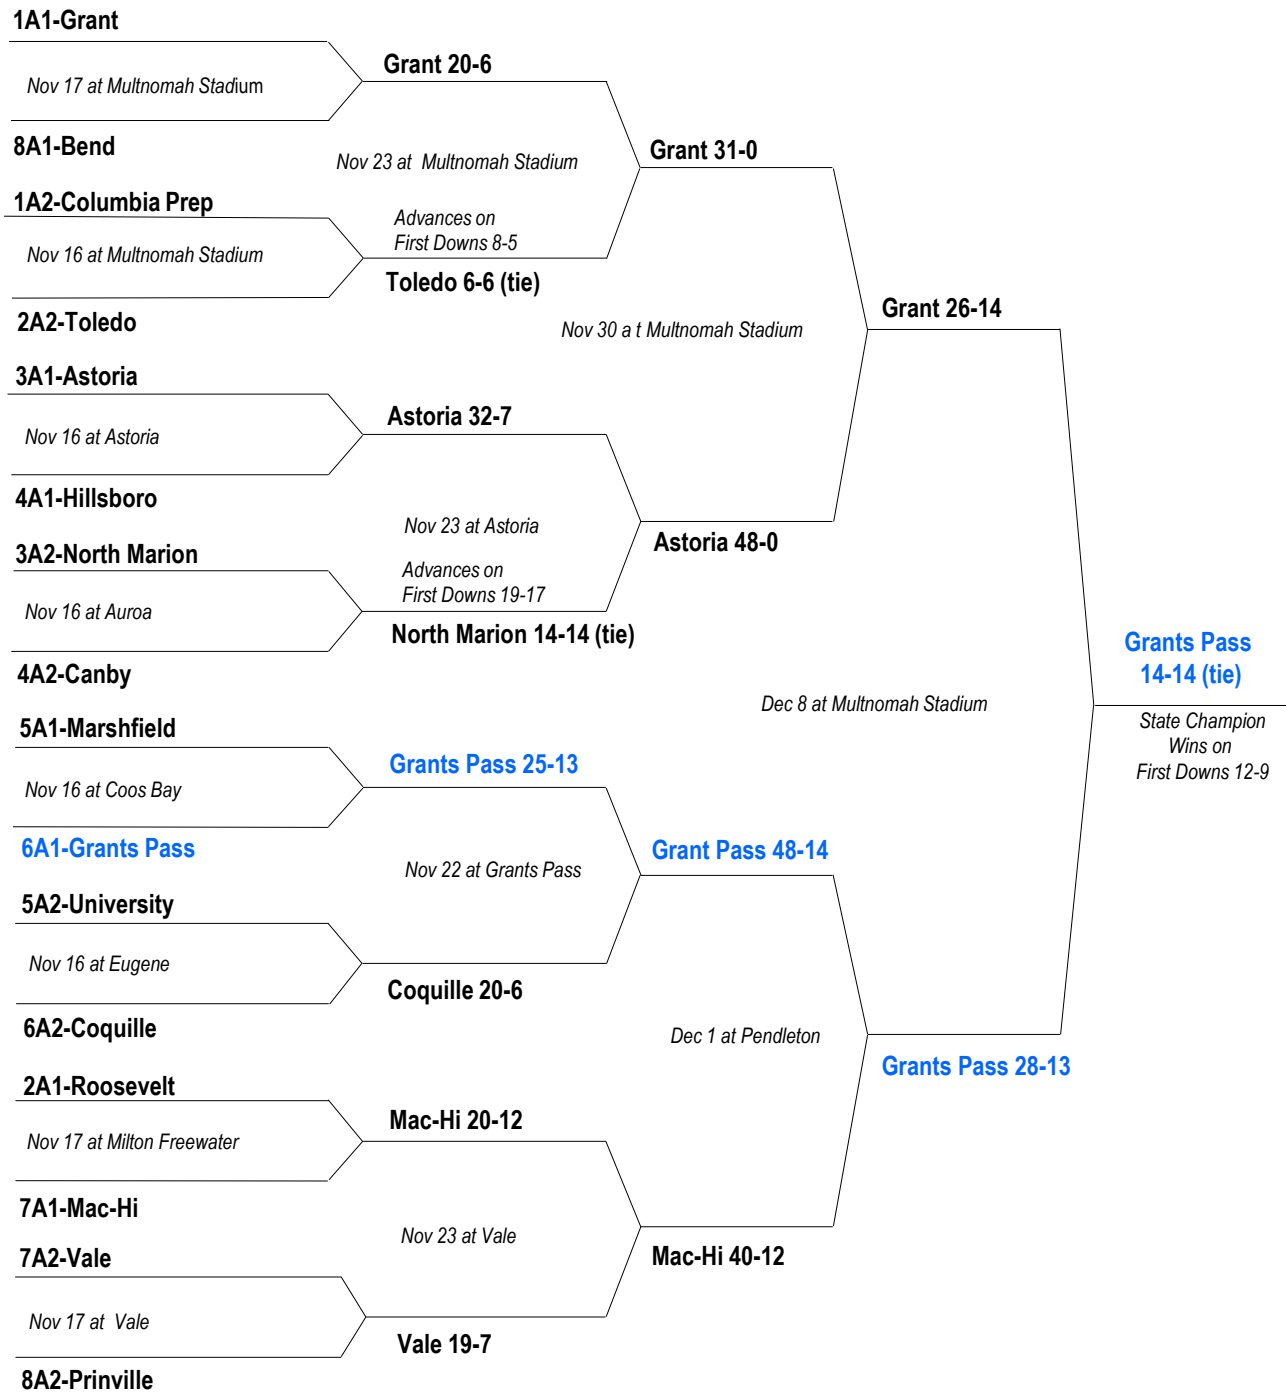 1A1-Grant
Nov 17 at Multnomah Stadium
8A1-Bend
Grant 20-6
Nov 23 at Multnomah Stadium
1A2-Columbia Prep
Nov 16 at Multnomah Stadium
2A2-Toledo
Advances on
First Downs 8-5
Toledo 6-6 (tie)
Grant 31-0
Nov 30 a t Multnomah Stadium
3A1-Astoria
Nov 16 at Astoria
4A1-Hillsboro
Astoria 32-7
Nov 23 at Astoria
3A2-North Marion
Nov 16 at Auroa
4A2-Canby
Advances on
First Downs 19-17
North Marion 14-14 (tie)
Astoria 48-0
Grant 26-14
Dec 8 at Multnomah Stadium
Grants Pass
14-14 (tie)
State Champion
Wins on
First Downs 12-9
5A1-Marshfield
Nov 16 at Coos Bay
6A1-Grants Pass
Grants Pass 25-13
Nov 22 at Grants Pass
5A2-University
Nov 16 at Eugene
6A2-Coquille
Coquille 20-6
Grant Pass 48-14
Dec 1 at Pendleton
Grants Pass 28-13
2A1-Roosevelt
Nov 17 at Milton Freewater
7A1-Mac-Hi
Mac-Hi 20-12
Nov 23 at Vale
7A2-Vale
Nov 17 at Vale
8A2-Prinville
Vale 19-7
Mac-Hi 40-12